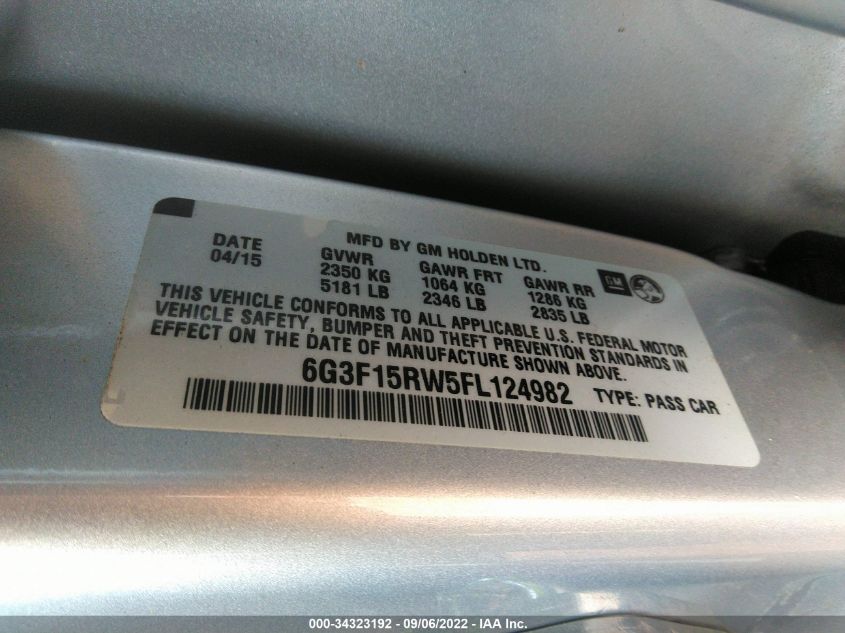 MFD BY GM HOLDEN LTD.
DATE GVWR GAWR FRT GAWR RR GM
04/15 2350 KG 1064 KG 1286 KG
5181 LB 2346 LB 2835 LB
THIS VEHICLE CONFORMS TO ALL APPLICABLE U.S. FEDERAL MOTOR
VEHICLE SAFETY, BUMPER AND THEFT PREVENTION STANDARDS IN
EFFECT ON THE DATE OF MANUFACTURE SHOWN ABOVE.
6G3F15RW5FL124982 TYPE: PASS CAR
000-34323192 - 09/06/2022 - IAA Inc.